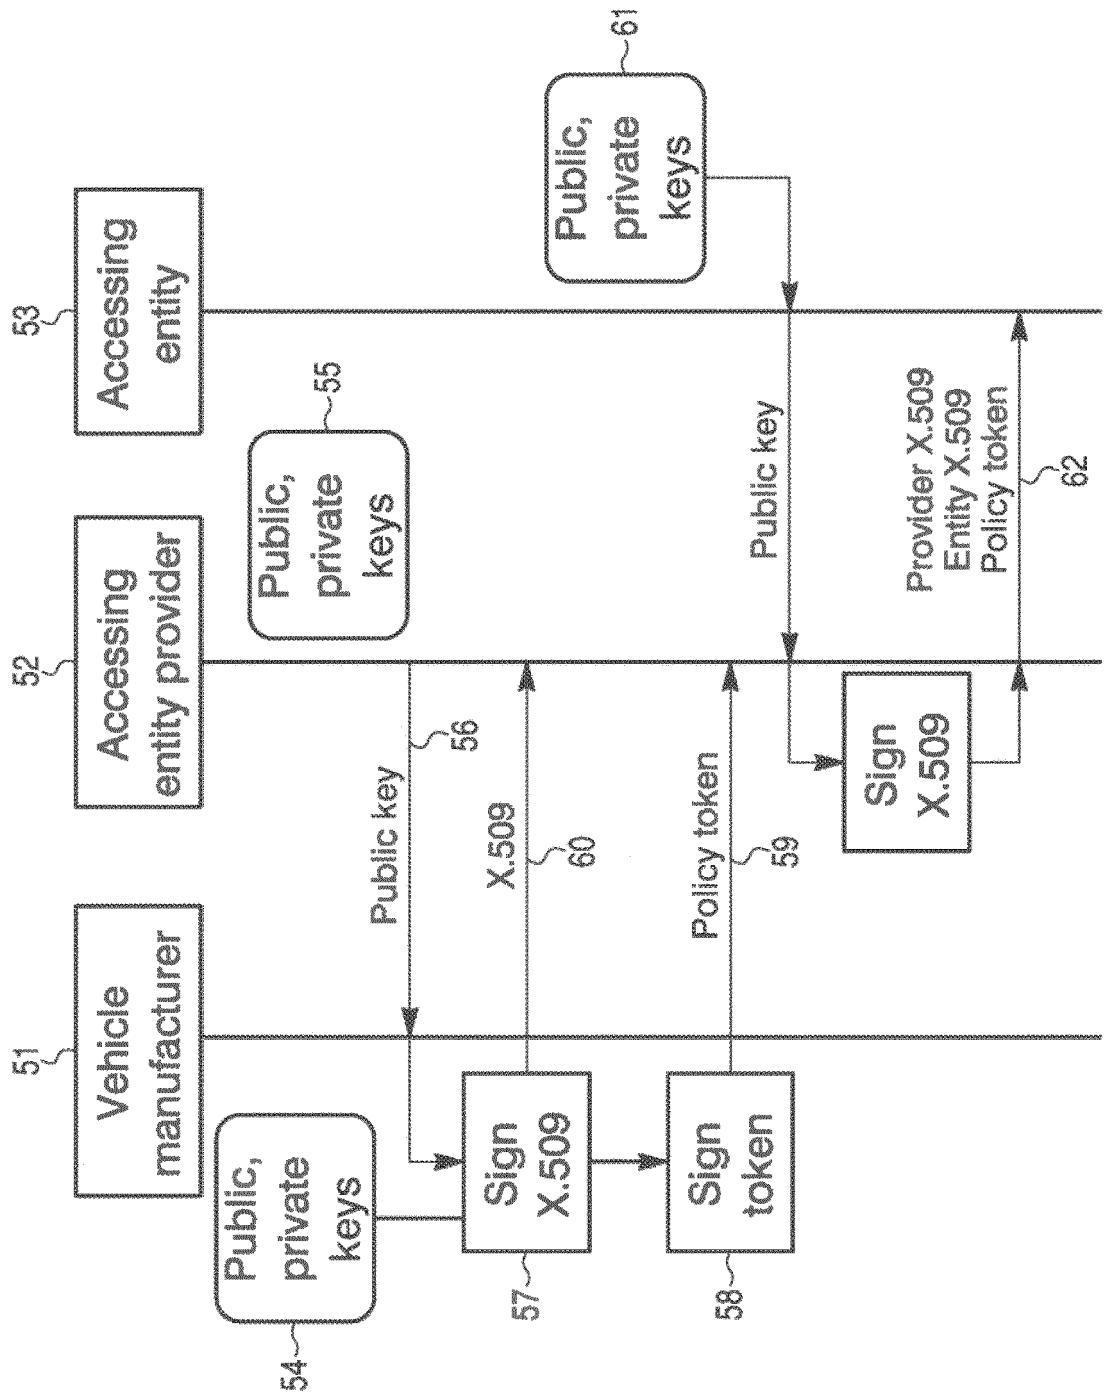 51
Vehicle
manufacturer
52
Accessing
entity provider
53
Accessing
entity
54
Public,
private
keys
55
Public,
private
keys
Public key
56
Sign
X.509
57
X.509
60
Sign
token
58
Policy token
59
61
Public,
private
keys
Public key
Sign
X.509
Provider X.509
Entity X.509
Policy token
62